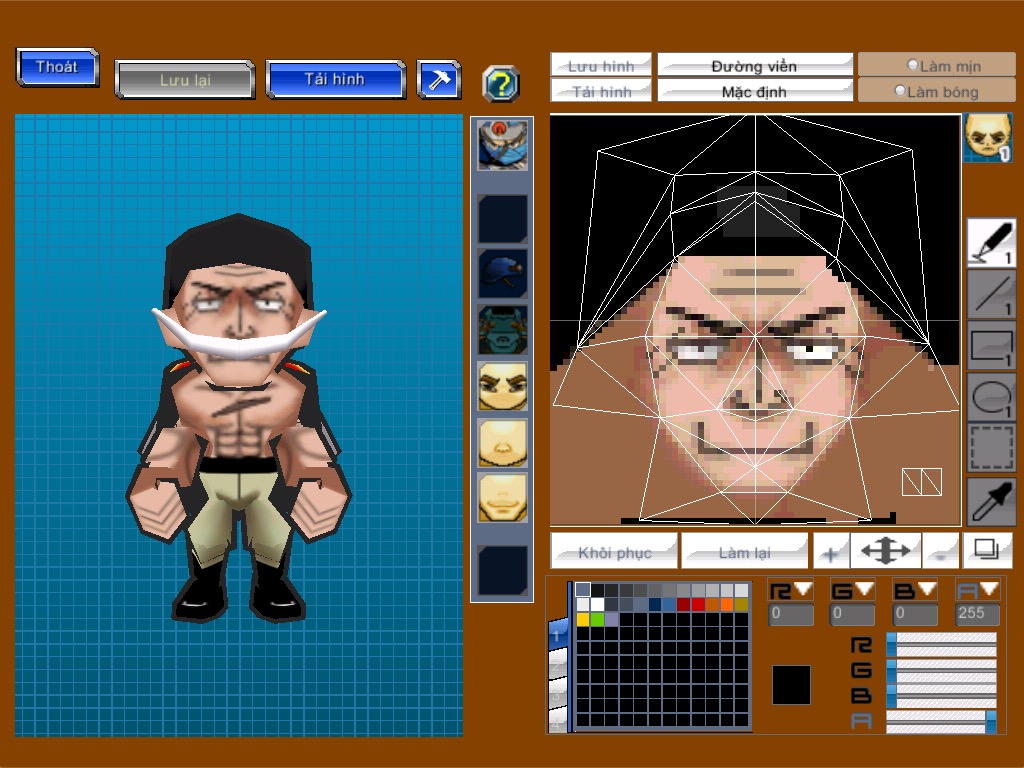 Thoát
Lưu lại
Tải hình
Lưu hình
Đường viền
Làm mịn
Tải hình
Mặc định
Làm bóng
1
1
1
1
1
Khôi phục
Làm lại
R G B A
0 0 0 255
1
R
G
B
A